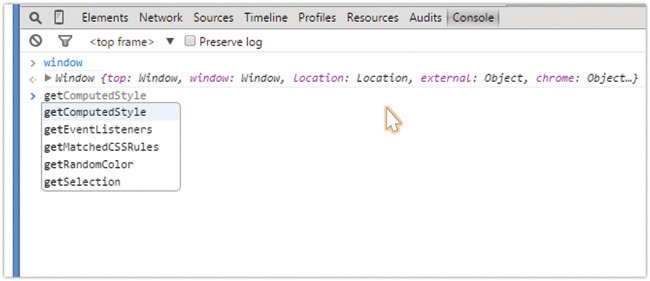 Elements Network Sources Timeline Profiles Resources Audits Console
<top frame> ▼ Preserve log
> window
Window {top: Window, window: Window, location: Location, external: Object, chrome: Object…}
> getComputedStyle
getComputedStyle
getEventListeners
getMatchedCSSRules
getRandomColor
getSelection